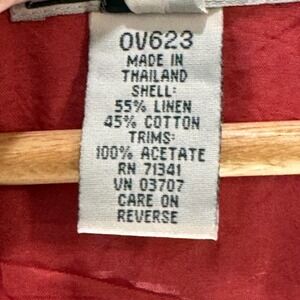 OV623
MADE IN
THAILAND
SHELL:
55% LINEN
45% COTTON
TRIMS:
100% ACETATE
RN 71341
VN 03707
CARE ON
REVERSE